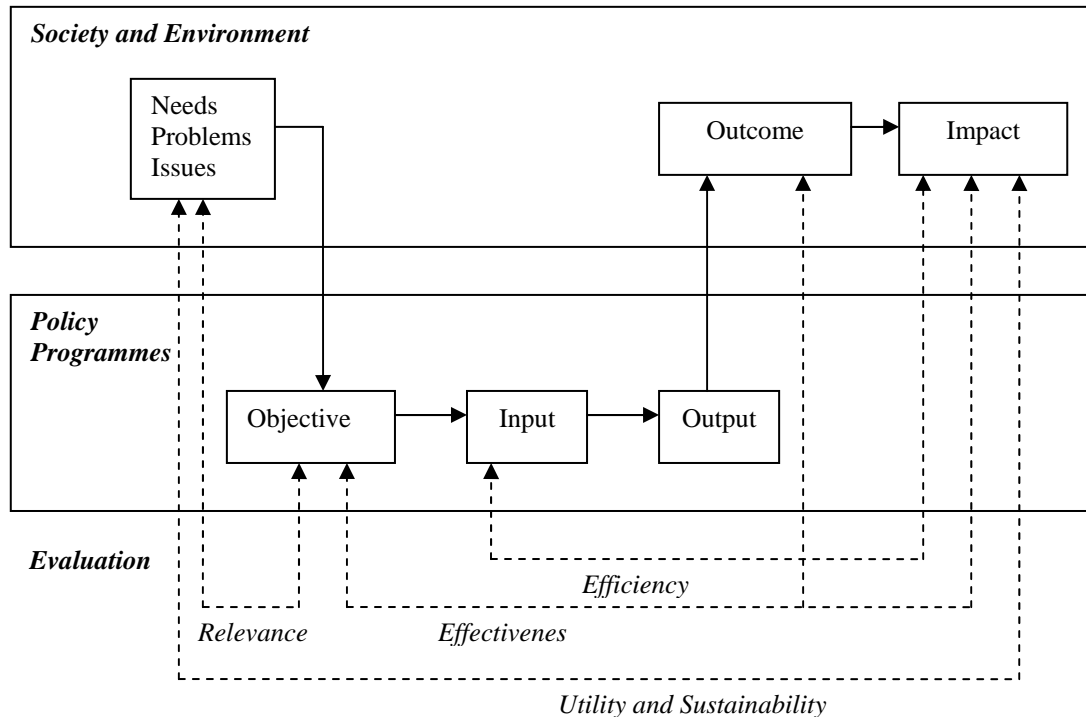 Society and Environment
Needs
Problems
Issues
Outcome
Impact
Policy
Programmes
Objective
Input
Output
Evaluation
Efficiency
Relevance
Effectivenes
Utility and Sustainability